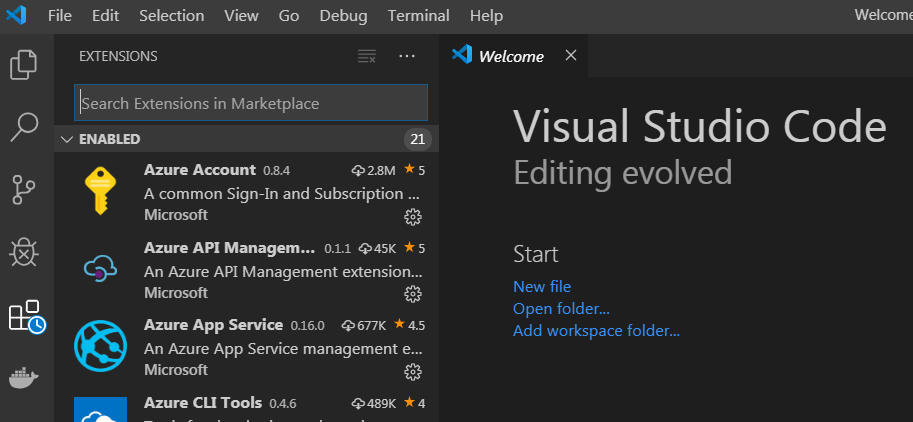 File Edit Selection View Go Debug Terminal Help Welcome
EXTENSIONS ...
Search Extensions in Marketplace
ENABLED 21
Azure Account 0.8.4 2.8M 5
A common Sign-In and Subscription ...
Microsoft
Azure API Managem... 0.1.1 45K 5
An Azure API Management extension...
Microsoft
Azure App Service 0.16.0 677K 4.5
An Azure App Service management e...
Microsoft
Azure CLI Tools 0.4.6 489K 4
Welcome
Visual Studio Code
Editing evolved
Start
New file
Open folder...
Add workspace folder...